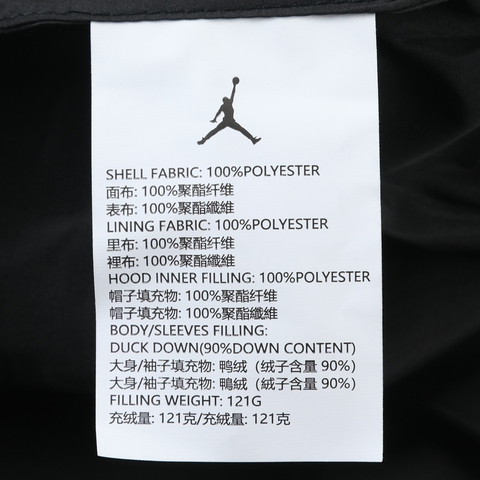 SHELL FABRIC: 100%POLYESTER
面布: 100%聚酯纤维
表布: 100%聚酯纖維
LINING FABRIC: 100%POLYESTER
里布: 100%聚酯纤维
裡布: 100%聚酯纖維
HOOD INNER FILLING: 100%POLYESTER
帽子填充物: 100%聚酯纤维
帽子填充物: 100%聚酯纖維
BODY/SLEEVES FILLING:
DUCK DOWN(90%DOWN CONTENT)
大身/袖子填充物: 鸭绒（绒子含量 90%）
大身/袖子填充物: 鴨絨（絨子含量 90%）
FILLING WEIGHT: 121G
充绒量: 121克/充絨量: 121克